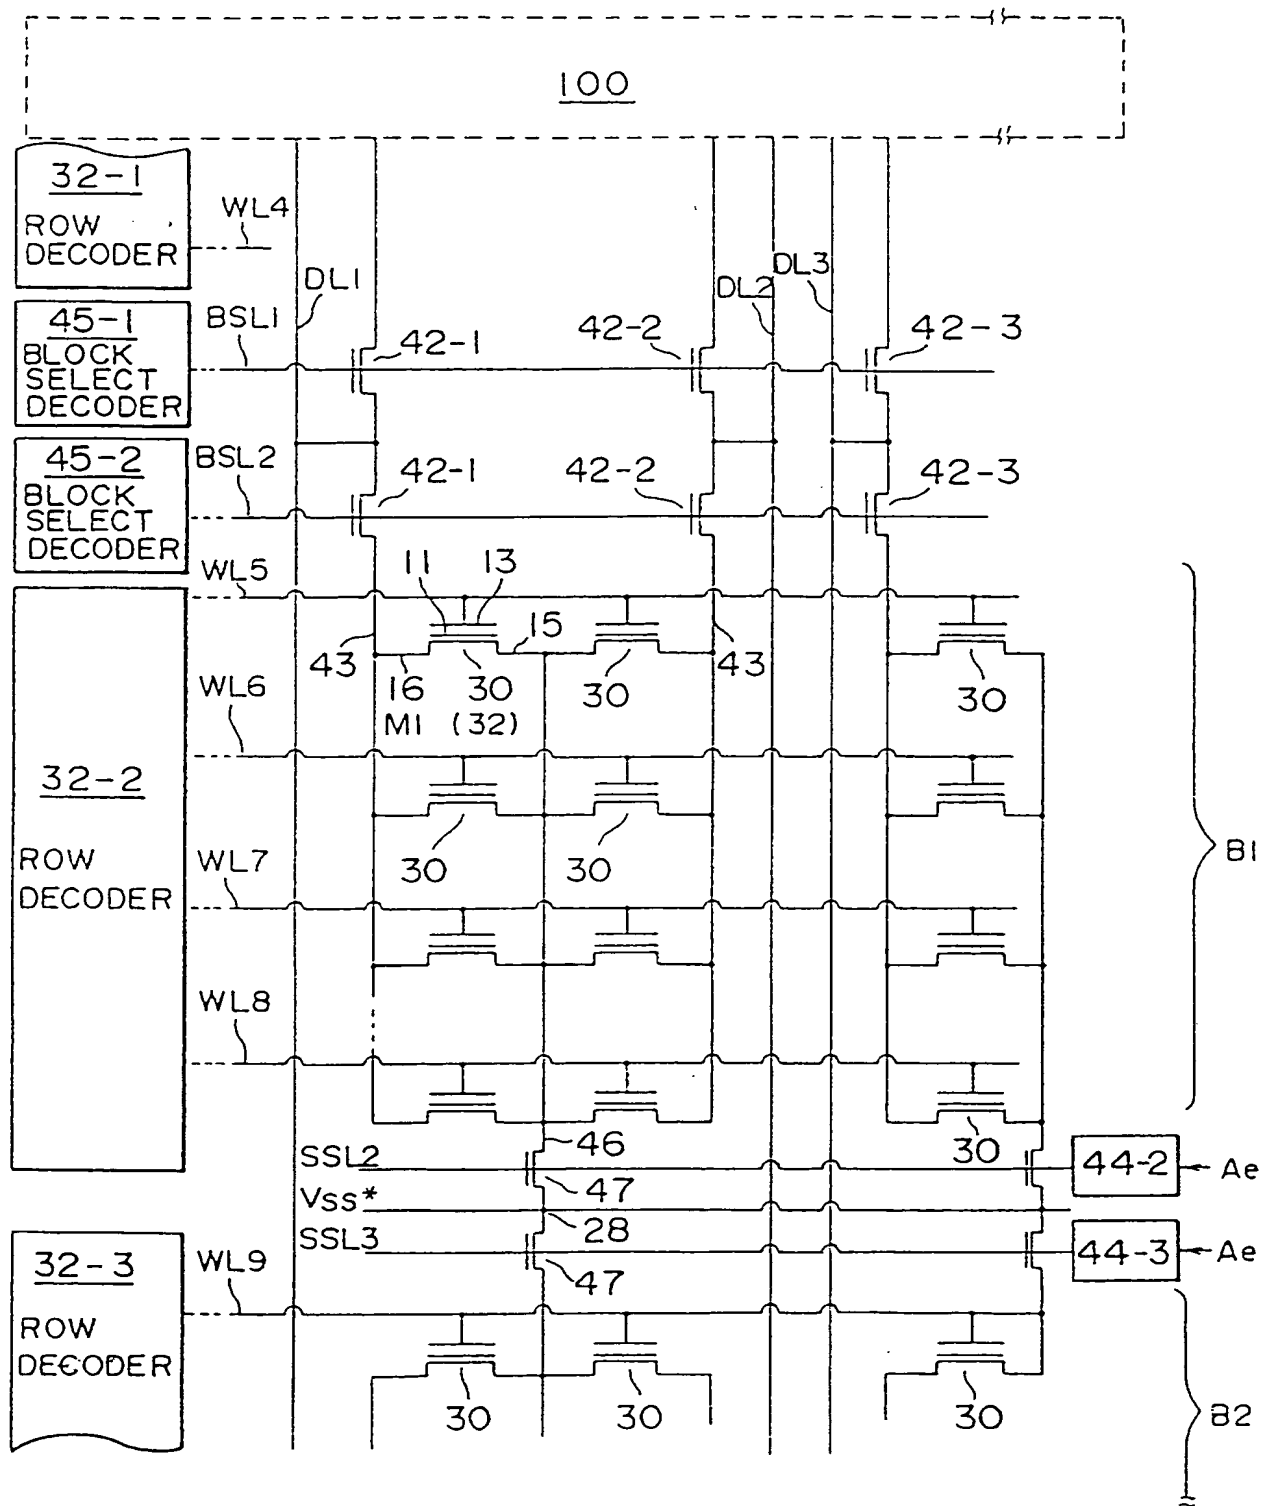 100
32-1
ROW
DECODER
WL4
DL1
DL2
DL3
45-1
BLOCK
SELECT
DECODER
BSL1
42-1
42-2
42-3
45-2
BLOCK
SELECT
DECODER
BSL2
42-1
42-2
42-3
WL5
11
13
15
43
16
30
30
43
30
M1
(32)
WL6
32-2
ROW
DECODER
30
30
WL7
B1
WL8
46
30
SSL2
47
44-2
Ae
Vss*
28
SSL3
47
44-3
Ae
32-3
ROW
DECODER
WL9
30
30
30
B2